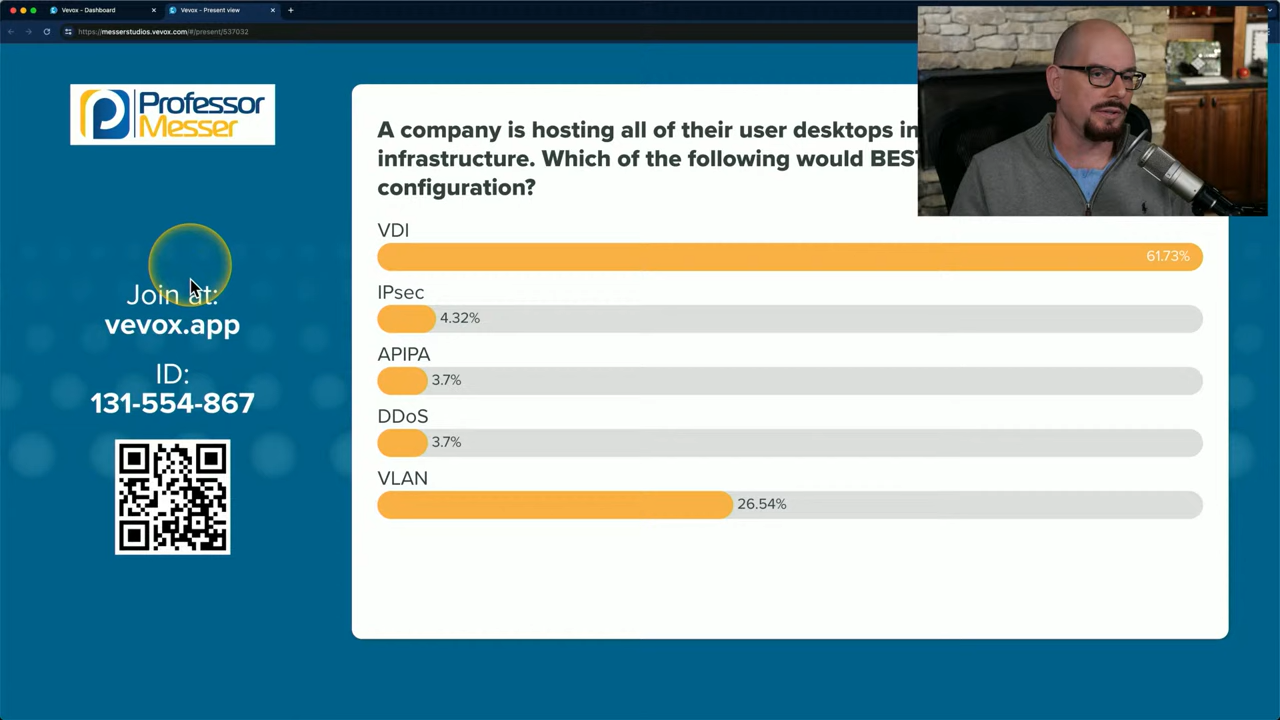 Vevox - Dashboard
Vevox - Present view
https://messerstudios.vevox.com/#/present/537032
Professor
Messer
Join at:
vevox.app
ID:
131-554-867
A company is hosting all of their user desktops in
infrastructure. Which of the following would BES
configuration?
VDI
61.73%
IPsec
4.32%
APIPA
3.7%
DDoS
3.7%
VLAN
26.54%